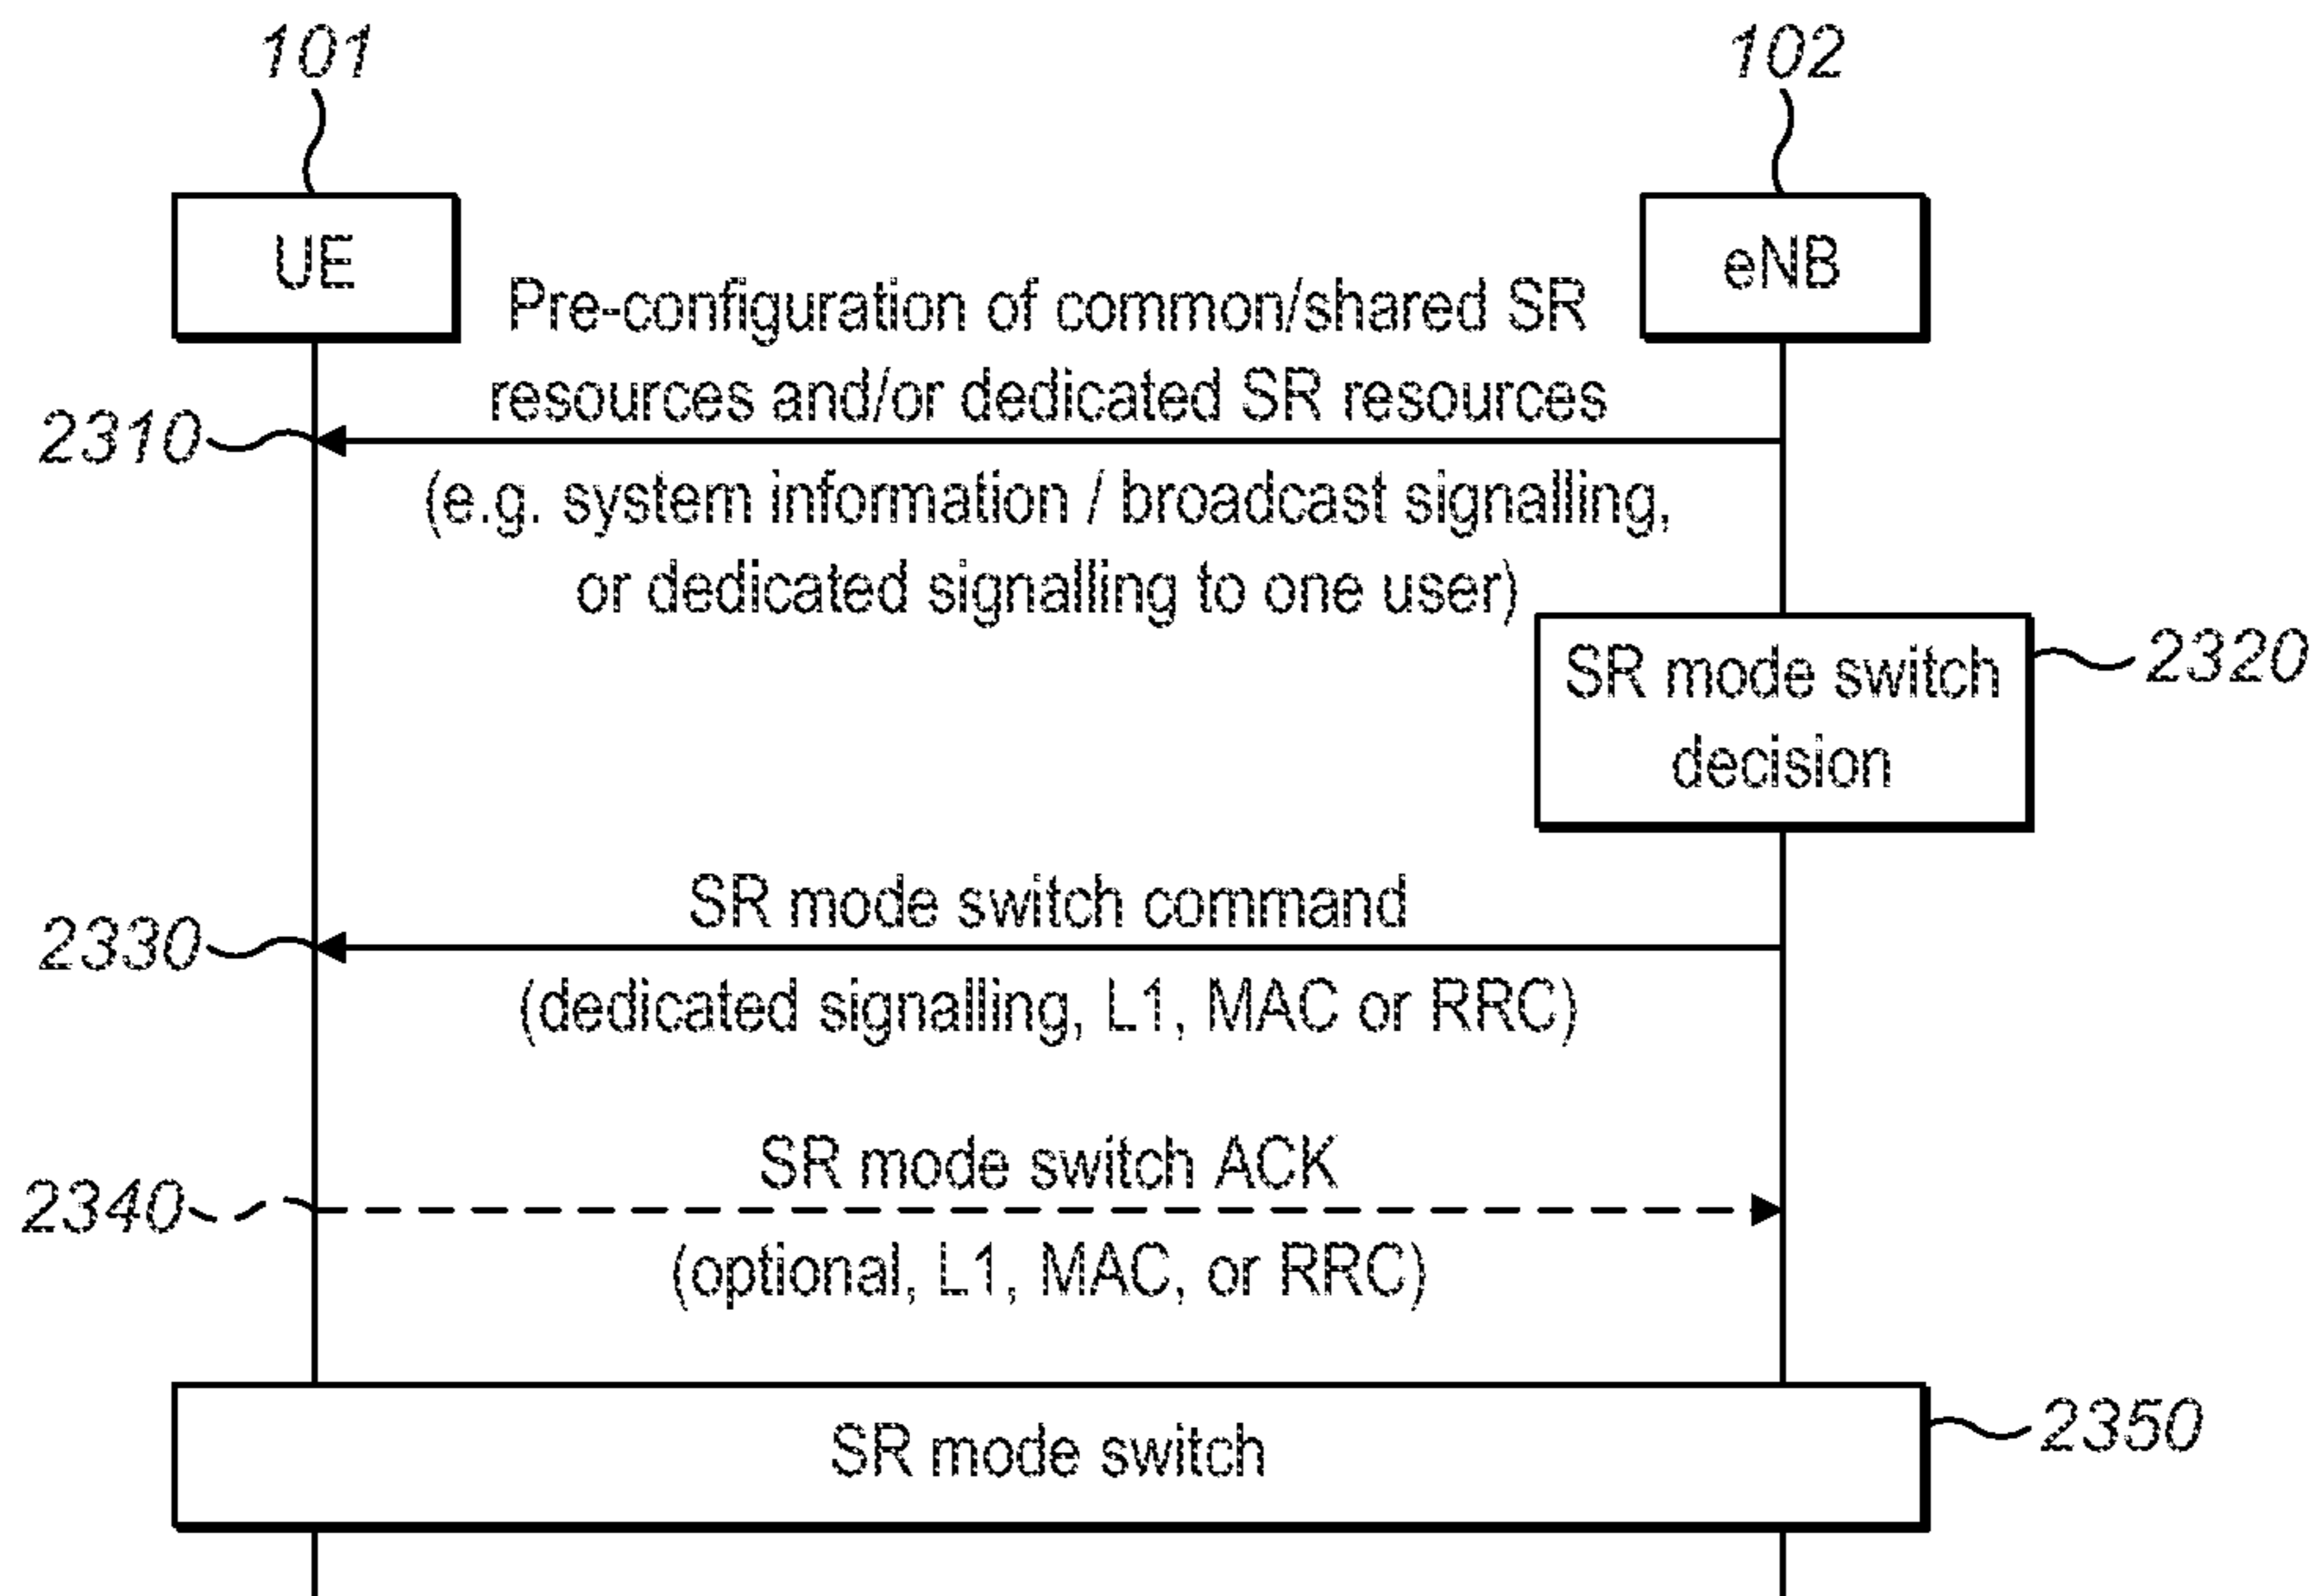 101
102
UE
eNB
Pre-configuration of common/shared SR
resources and/or dedicated SR resources
2310
(e.g. system information / broadcast signalling,
or dedicated signalling to one user)
SR mode switch
decision
2320
SR mode switch command
2330
(dedicated signalling, L1, MAC or RRC)
SR mode switch ACK
2340
(optional, L1, MAC, or RRC)
SR mode switch
2350